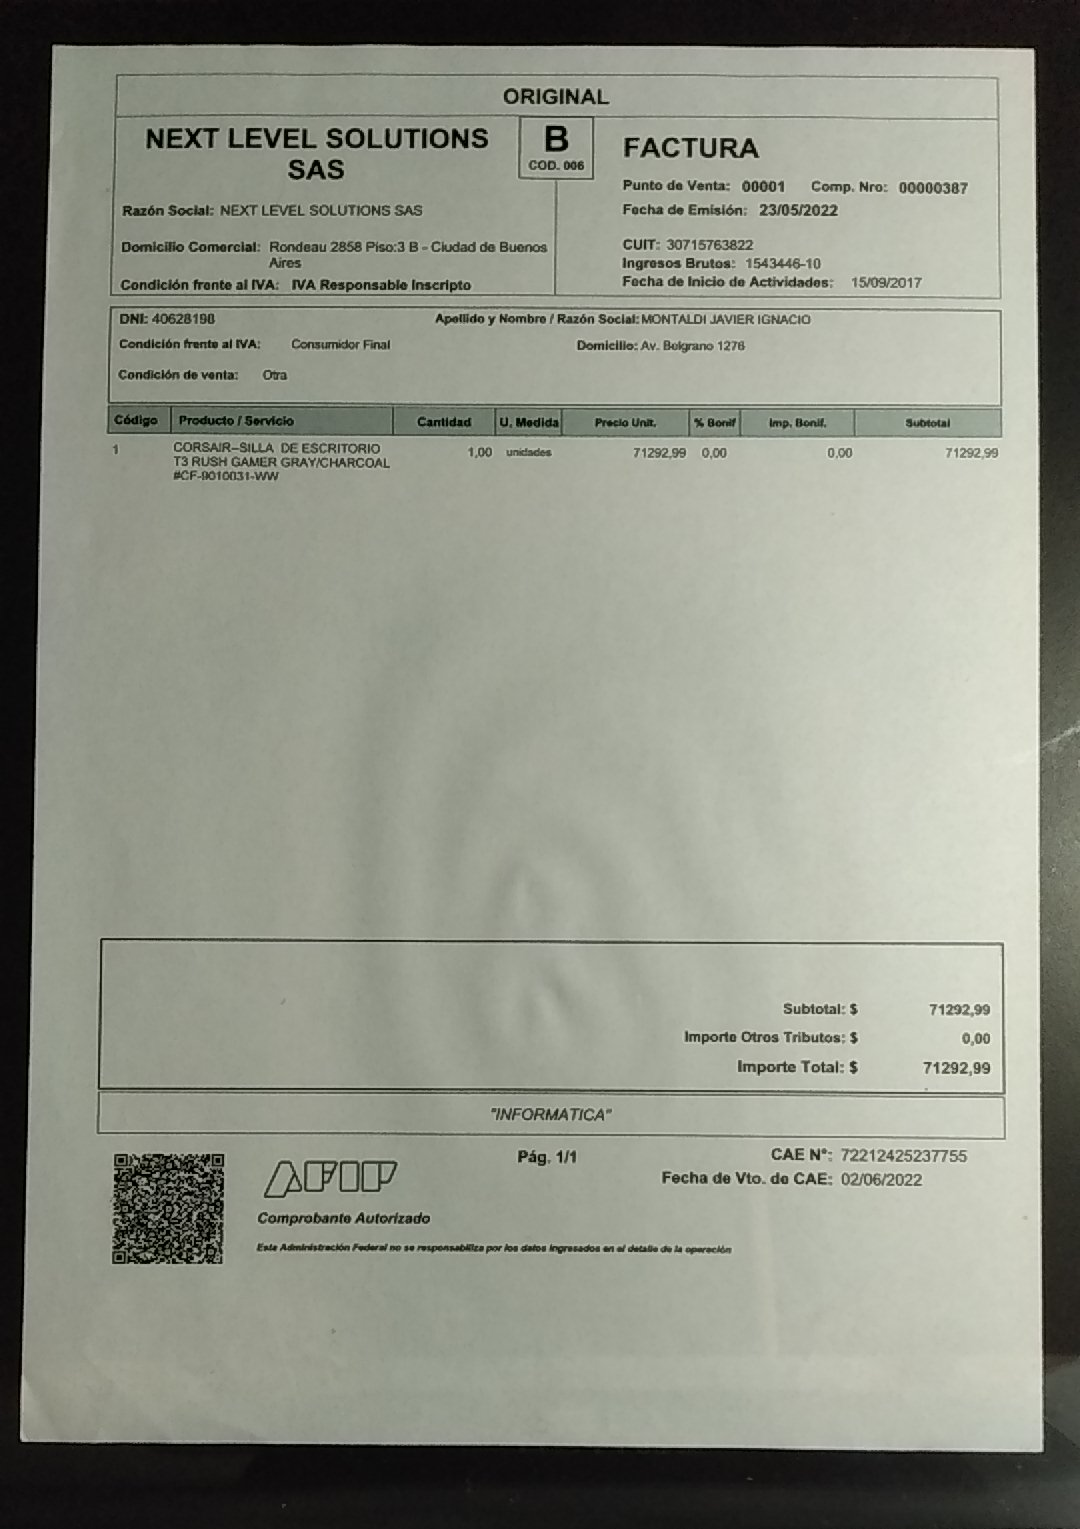 ORIGINAL
NEXT LEVEL SOLUTIONS
SAS
B
COD. 006
FACTURA
Punto de Venta: 00001 Comp. Nro: 00000387
Fecha de Emisión: 23/05/2022
Razón Social: NEXT LEVEL SOLUTIONS SAS
Domicilio Comercial: Rondeau 2858 Piso:3 B - Ciudad de Buenos
Aires
Condición frente al IVA: IVA Responsable Inscripto
CUIT: 30715763822
Ingresos Brutos: 1543446-10
Fecha de Inicio de Actividades: 15/09/2017
DNI: 40628198 Apellido y Nombre / Razón Social: MONTALDI JAVIER IGNACIO
Condición frente al IVA: Consumidor Final Domicilio: Av. Belgrano 1276
Condición de venta: Otra
Código Producto / Servicio Cantidad U. Medida Precio Unit. % Bonif Imp. Bonif. Subtotal
1 CORSAIR–SILLA DE ESCRITORIO 1,00 unidades 71292,99 0,00 0,00 71292,99
T3 RUSH GAMER GRAY/CHARCOAL
#CF-9010031-WW
Subtotal: $ 71292,99
Importe Otros Tributos: $ 0,00
Importe Total: $ 71292,99
"INFORMATICA"
AFIP
Pág. 1/1
CAE N°: 72212425237755
Fecha de Vto. de CAE: 02/06/2022
Comprobante Autorizado
Esta Administración Federal no se responsabiliza por los datos ingresados en el detalle de la operación